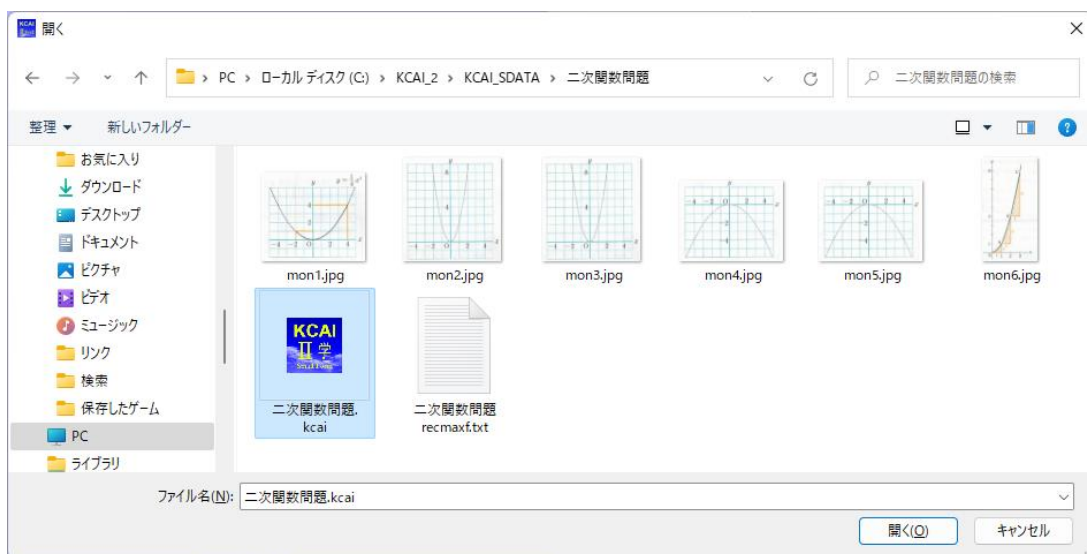 開く
PC › ローカル ディスク (C:) › KCAI_2 › KCAI_SDATA › 二次関数問題
二次関数問題の検索
整理 新しいフォルダー
お気に入り
ダウンロード
デスクトップ
ドキュメント
ピクチャ
ビデオ
ミュージック
リンク
検索
保存したゲーム
PC
ライブラリ
mon1.jpg
mon2.jpg
mon3.jpg
mon4.jpg
mon5.jpg
mon6.jpg
KCAI
II学
二次関数問題.
kcai
二次関数問題
recmaxf.txt
ファイル名(N): 二次関数問題.kcai
開く(O) キャンセル